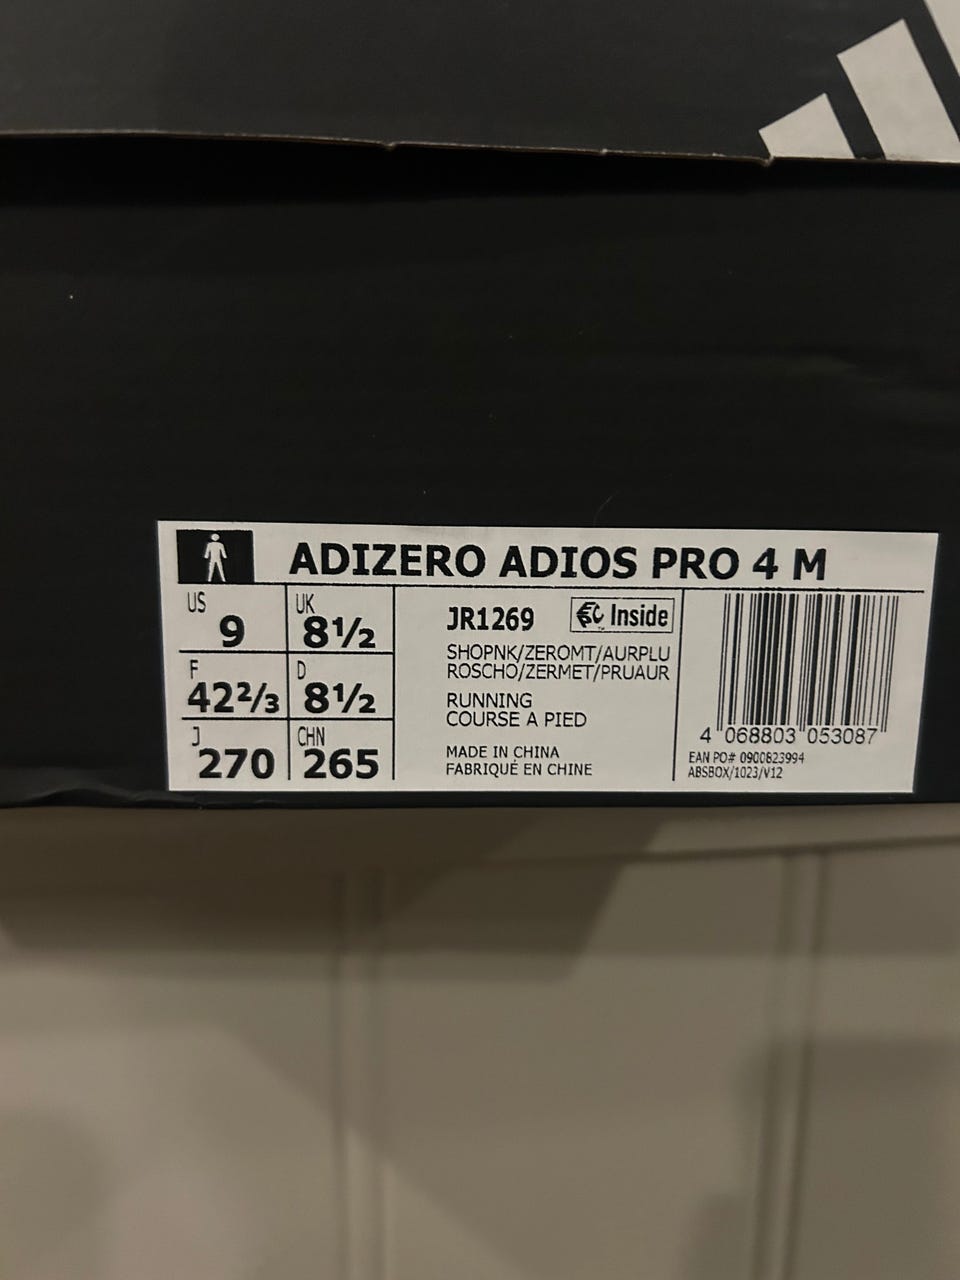 ADIZERO ADIOS PRO 4 M
US
9
UK
8½
F
42⅔
D
8½
J
270
CHN
265
JR1269
Inside
SHOPNK/ZEROMT/AURPLU
ROSCHO/ZERMET/PRUAUR
RUNNING
COURSE A PIED
MADE IN CHINA
FABRIQUÉ EN CHINE
4 068803 053087
EAN PO# 0900823994
ABSBOX/1023/V12